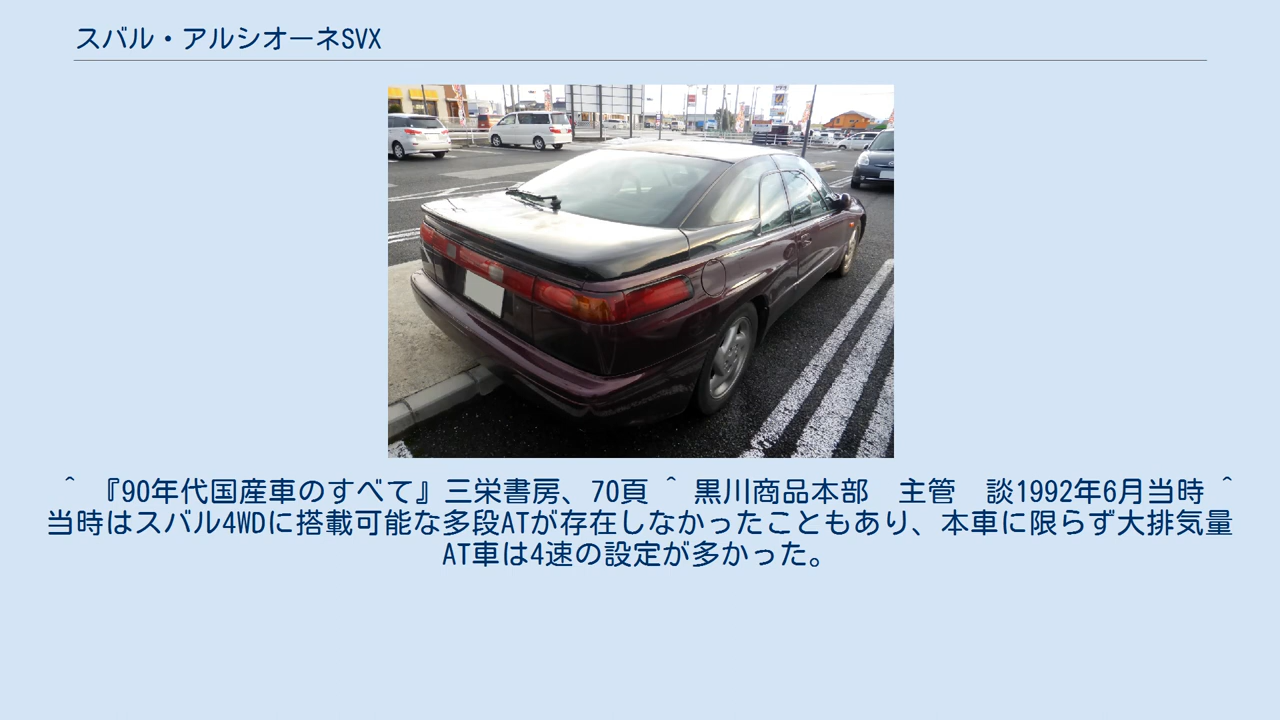 スバル・アルシオーネSVX
^ 『90年代国産車のすべて』三栄書房、70頁 ^ 黒川商品本部　主管　談1992年6月当時 ^
当時はスバル4WDに搭載可能な多段ATが存在しなかったこともあり、本車に限らず大排気量
AT車は4速の設定が多かった。